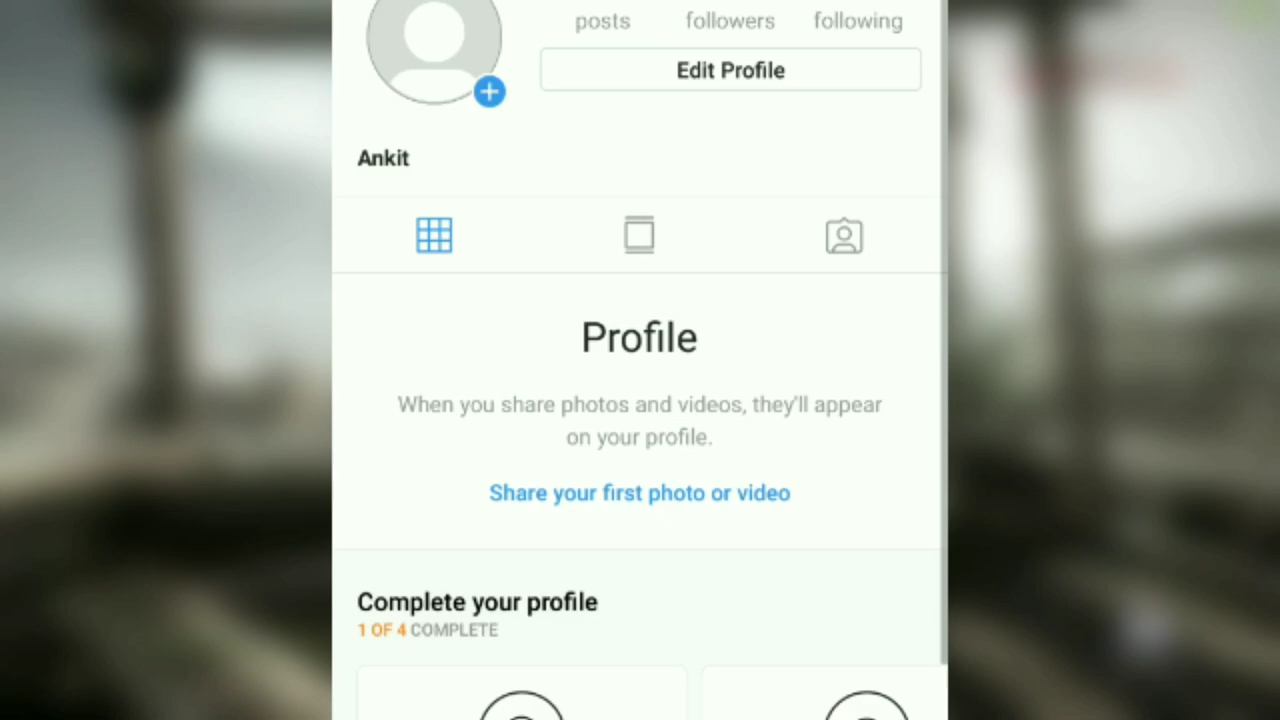 posts followers following
Edit Profile
Ankit
Profile
When you share photos and videos, they'll appear
on your profile.
Share your first photo or video
Complete your profile
1 OF 4 COMPLETE